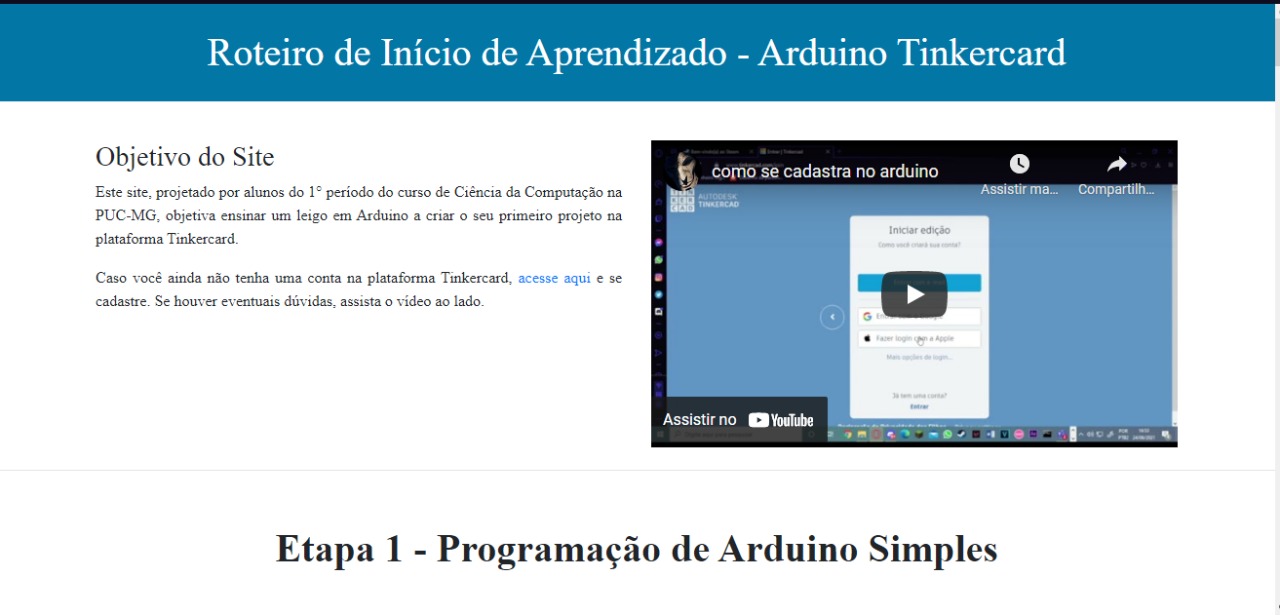 Roteiro de Início de Aprendizado - Arduino Tinkercard
Objetivo do Site
Este site, projetado por alunos do 1° período do curso de Ciência da Computação na
PUC-MG, objetiva ensinar um leigo em Arduino a criar o seu primeiro projeto na
plataforma Tinkercard.
Caso você ainda não tenha uma conta na plataforma Tinkercard, acesse aqui e se
cadastre. Se houver eventuais dúvidas, assista o vídeo ao lado.
como se cadastra no arduino
Assistir ma...
Compartilh...
AUTODESK
TINKERCAD
Iniciar edição
Como você criará sua conta?
Fazer login com a Apple
Mais opções de login...
Já tem uma conta?
Entrar
Assistir no YouTube
Etapa 1 - Programação de Arduino Simples